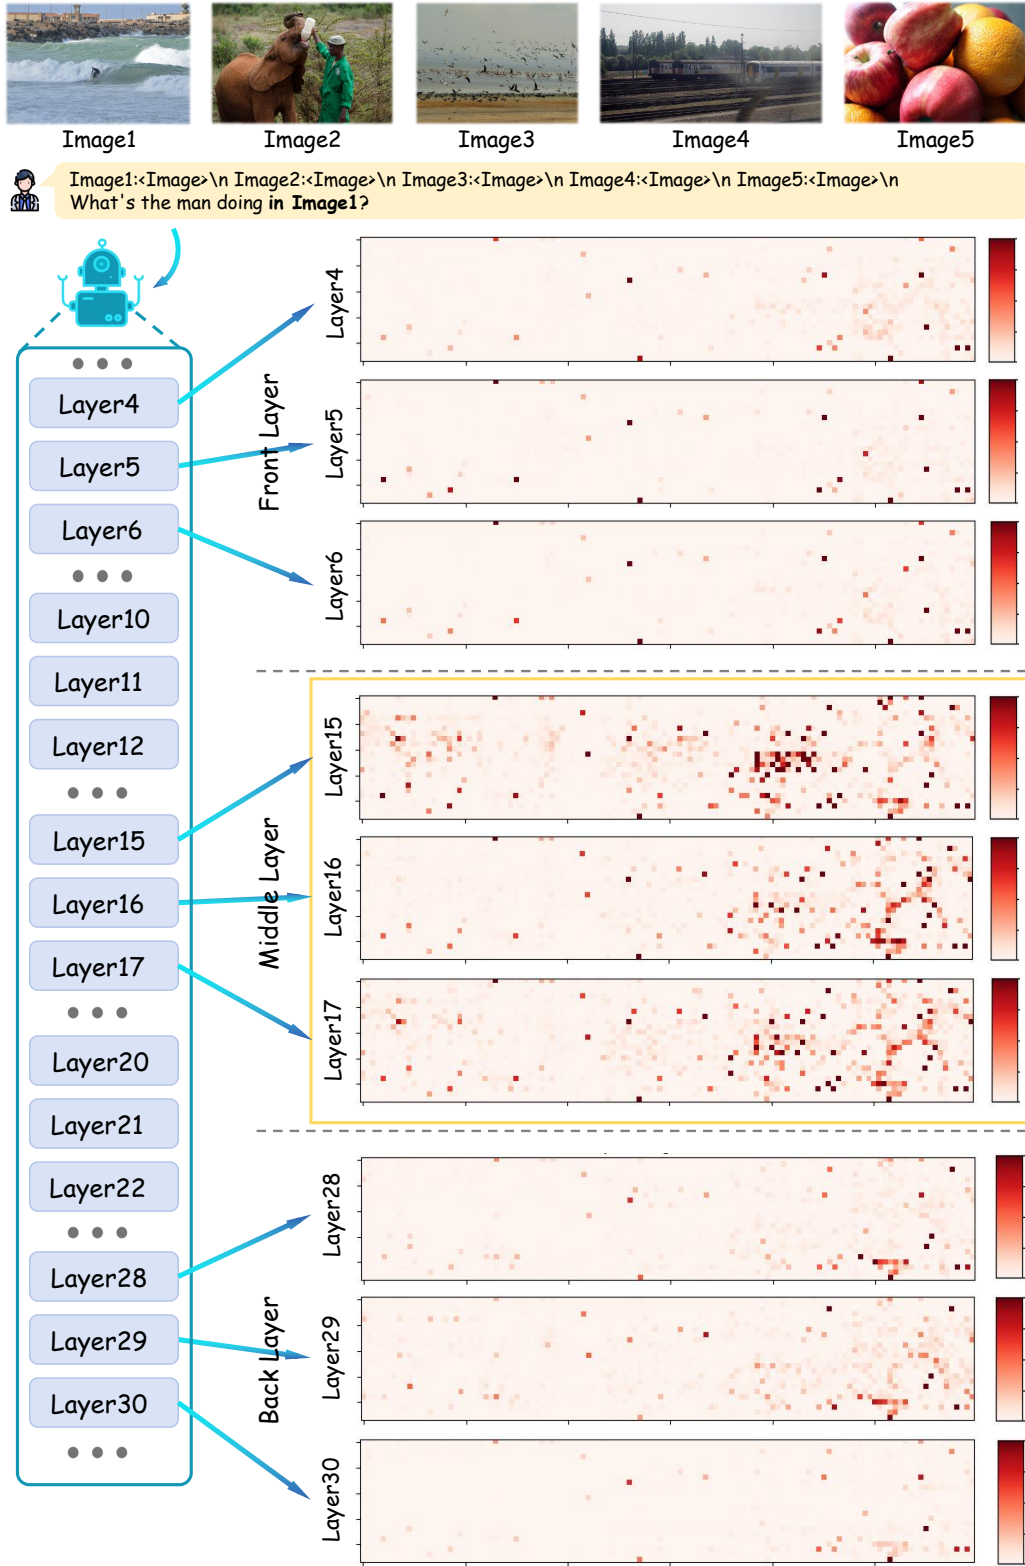 Image1
Image2
Image3
Image4
Image5
Image1:<Image>\n Image2:<Image>\n Image3:<Image>\n Image4:<Image>\n Image5:<Image>\n
What's the man doing in Image1?
Layer4
Layer5
Layer6
Layer10
Layer11
Layer12
Layer15
Layer16
Layer17
Layer20
Layer21
Layer22
Layer28
Layer29
Layer30
Front Layer
Layer4
Layer5
Layer6
Middle Layer
Layer15
Layer16
Layer17
Back Layer
Layer28
Layer29
Layer30